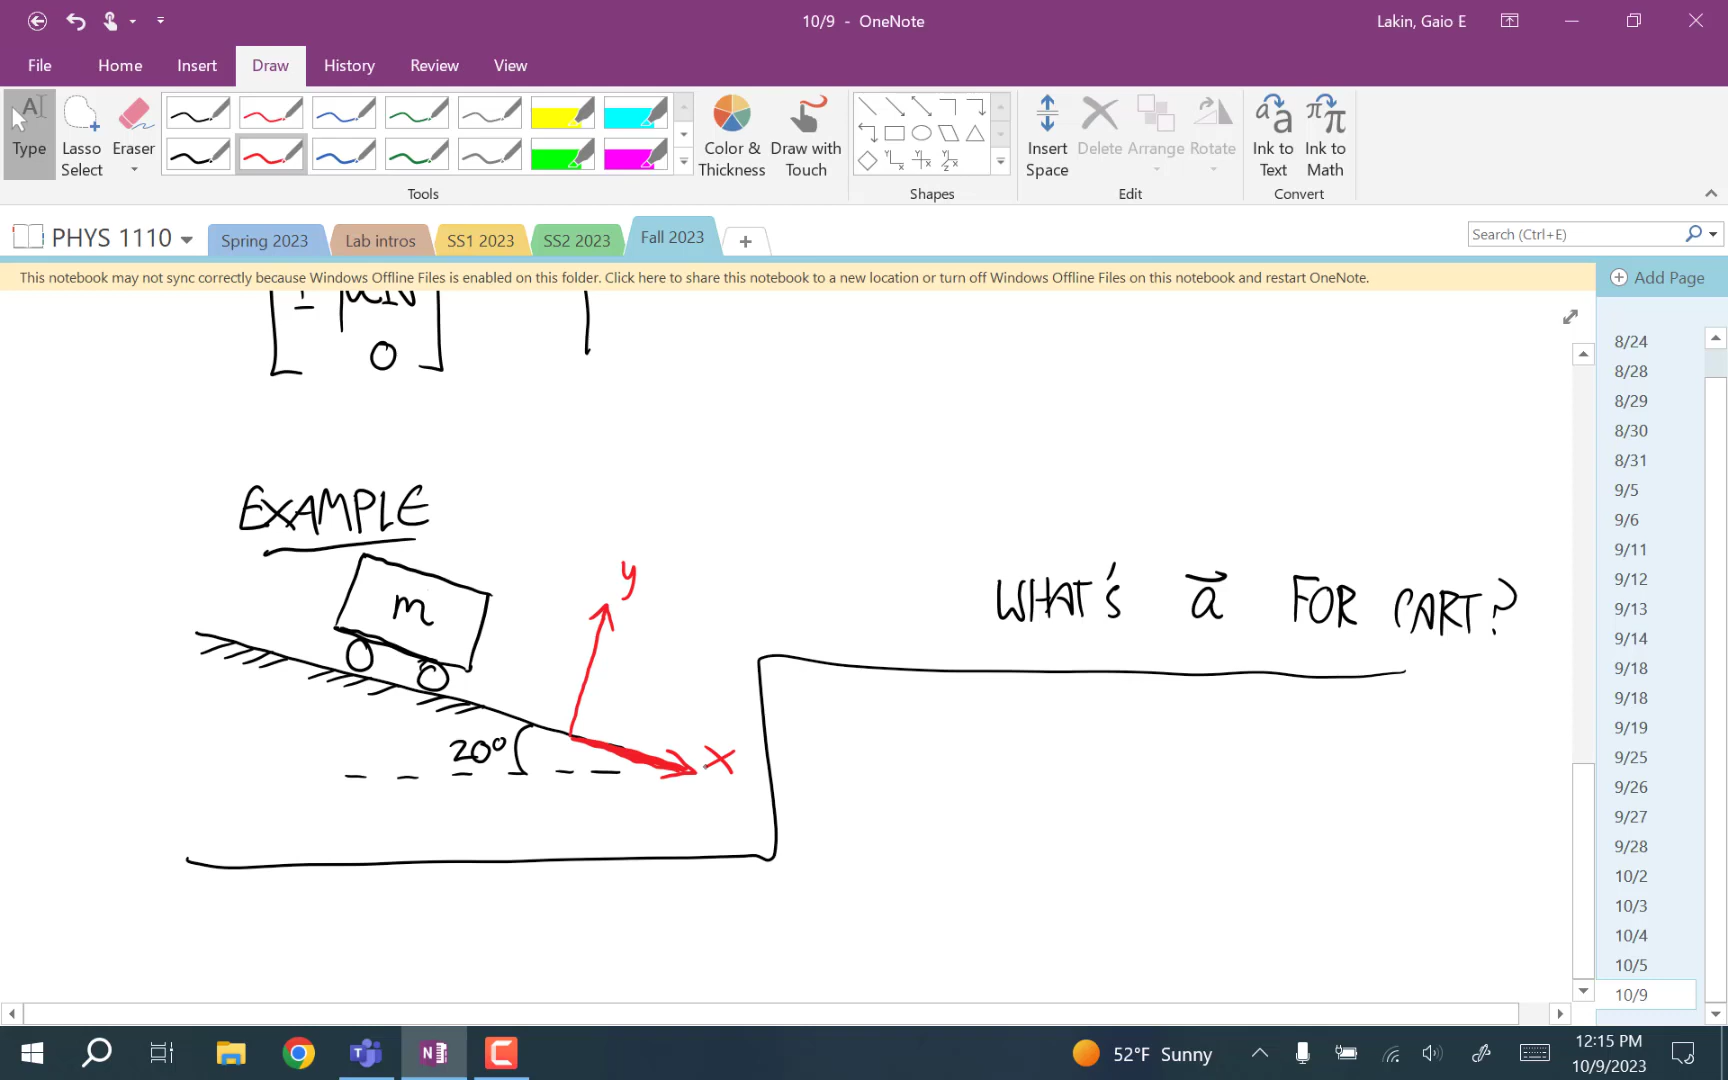 10/9 - OneNote
Lakin, Gaio E
File Home Insert Draw History Review View
Type
Lasso Select
Eraser
Color & Thickness
Draw with Touch
Insert Space
Delete
Arrange
Rotate
Ink to Text
Ink to Math
Tools
Shapes
Edit
Convert
PHYS 1110
Spring 2023
Lab intros
SS1 2023
SS2 2023
Fall 2023
Search (Ctrl+E)
This notebook may not sync correctly because Windows Offline Files is enabled on this folder. Click here to share this notebook to a new location or turn off Windows Offline Files on this notebook and restart OneNote.
Add Page
± μN
0
EXAMPLE
m
y
x
20°
WHAT'S a⃗ FOR CART?
8/24
8/28
8/29
8/30
8/31
9/5
9/6
9/11
9/12
9/13
9/14
9/18
9/18
9/19
9/25
9/26
9/27
9/28
10/2
10/3
10/4
10/5
10/9
52°F Sunny
12:15 PM
10/9/2023